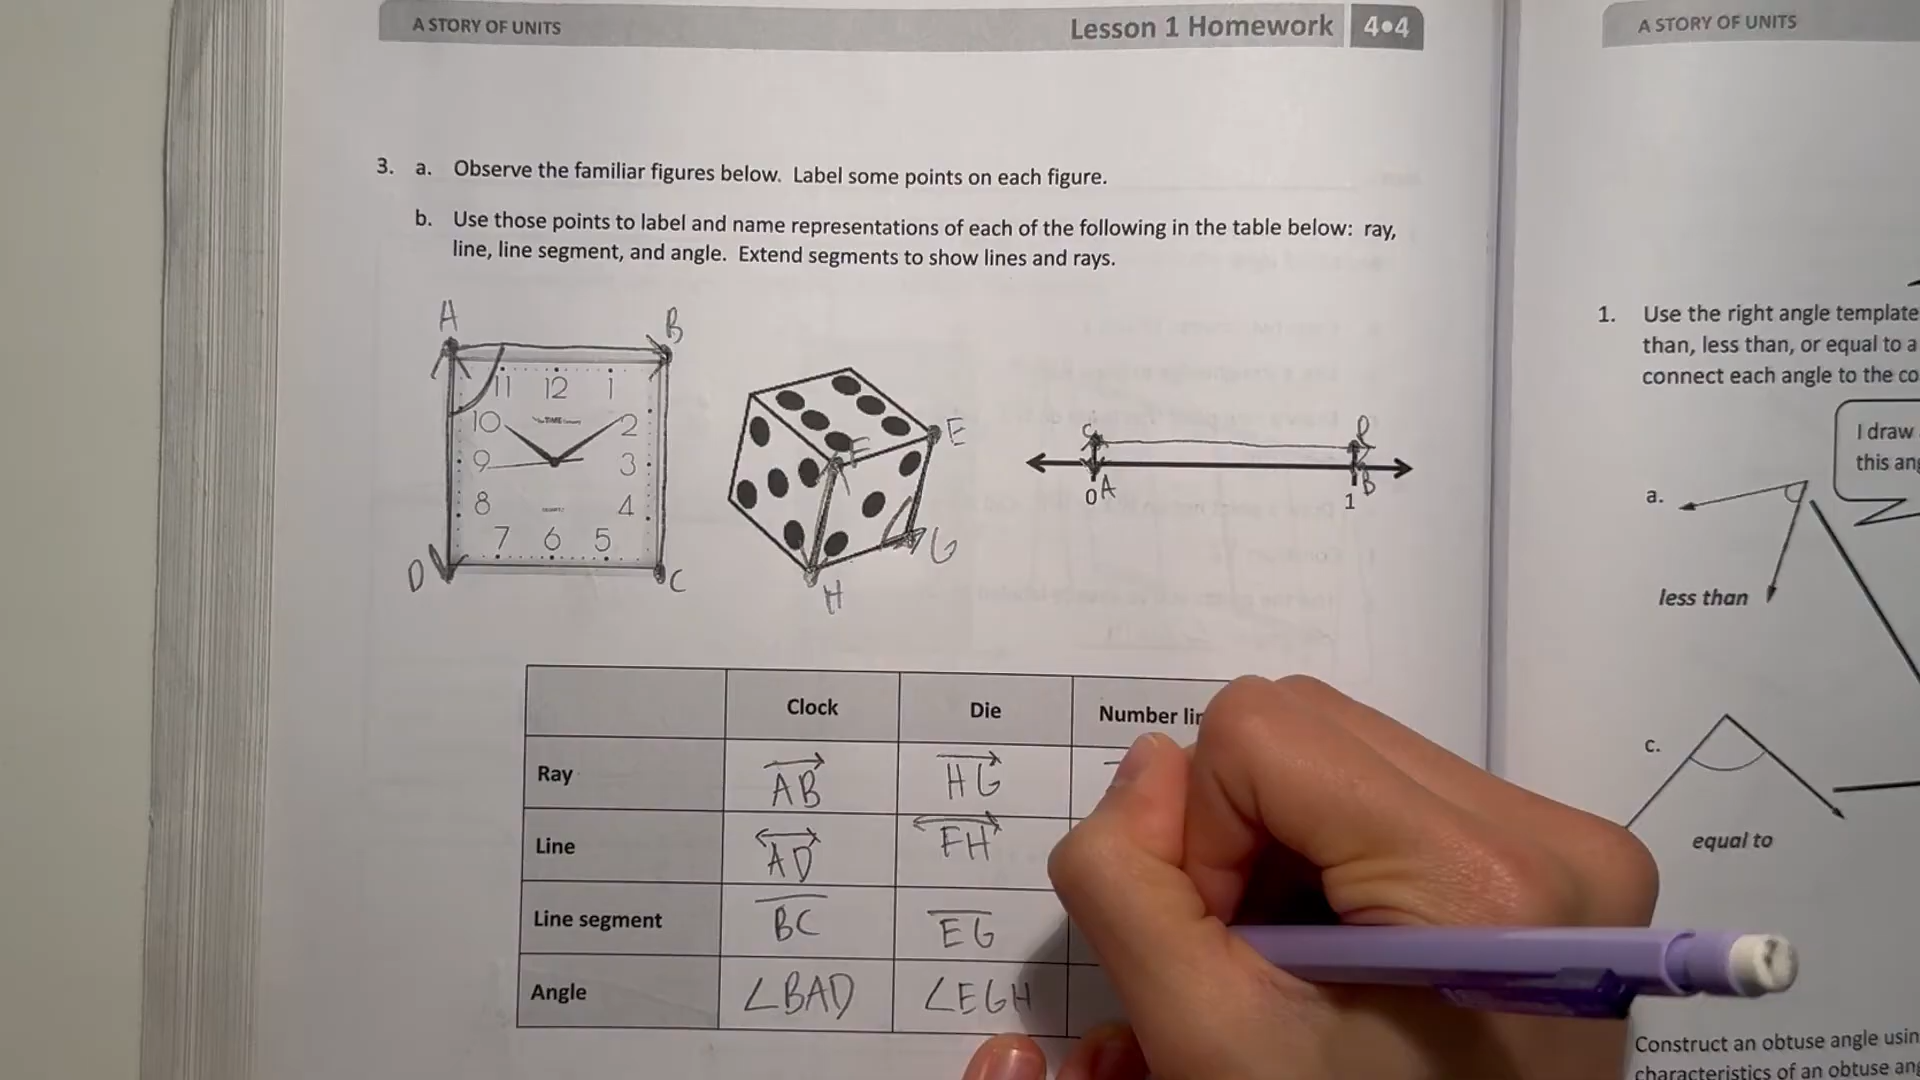 A STORY OF UNITS
Lesson 1 Homework 4•4
3. a. Observe the familiar figures below. Label some points on each figure.
b. Use those points to label and name representations of each of the following in the table below: ray,
line, line segment, and angle. Extend segments to show lines and rays.
A
B
11 12 1
10 TIME 2
9 3
8 4
7 6 5
D
C
F
E
G
H
C
0 A
1 B
Clock Die Number lin
Ray AB HG
Line AD FH
Line segment BC EG
Angle ∠BAD ∠EGH
A STORY OF UNITS
1. Use the right angle template
than, less than, or equal to a
connect each angle to the co
I draw
this ang
a.
less than
c.
equal to
Construct an obtuse angle usin
characteristics of an obtuse ang